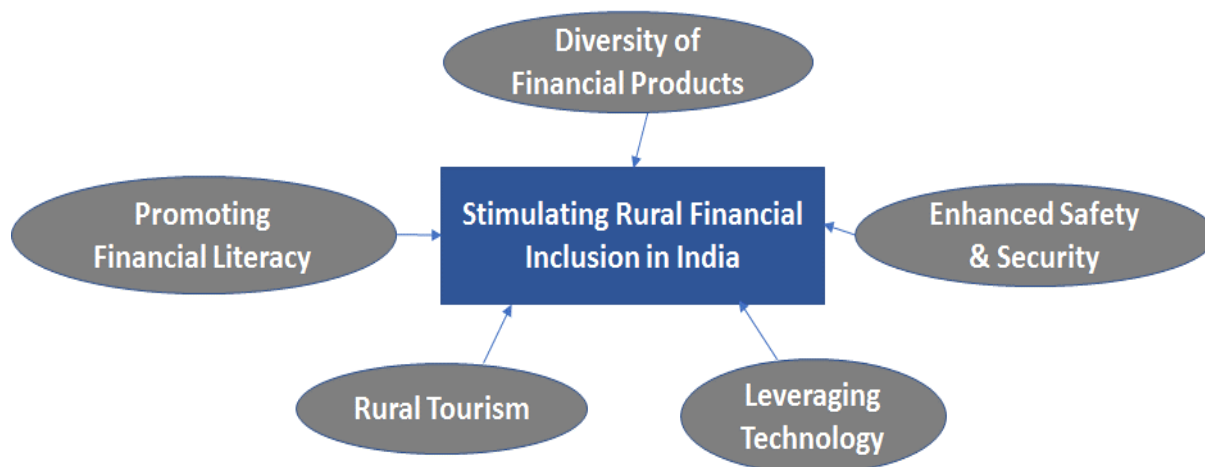 Diversity of
Financial Products
Promoting
Financial Literacy
Stimulating Rural Financial
Inclusion in India
Enhanced Safety
& Security
Rural Tourism
Leveraging
Technology